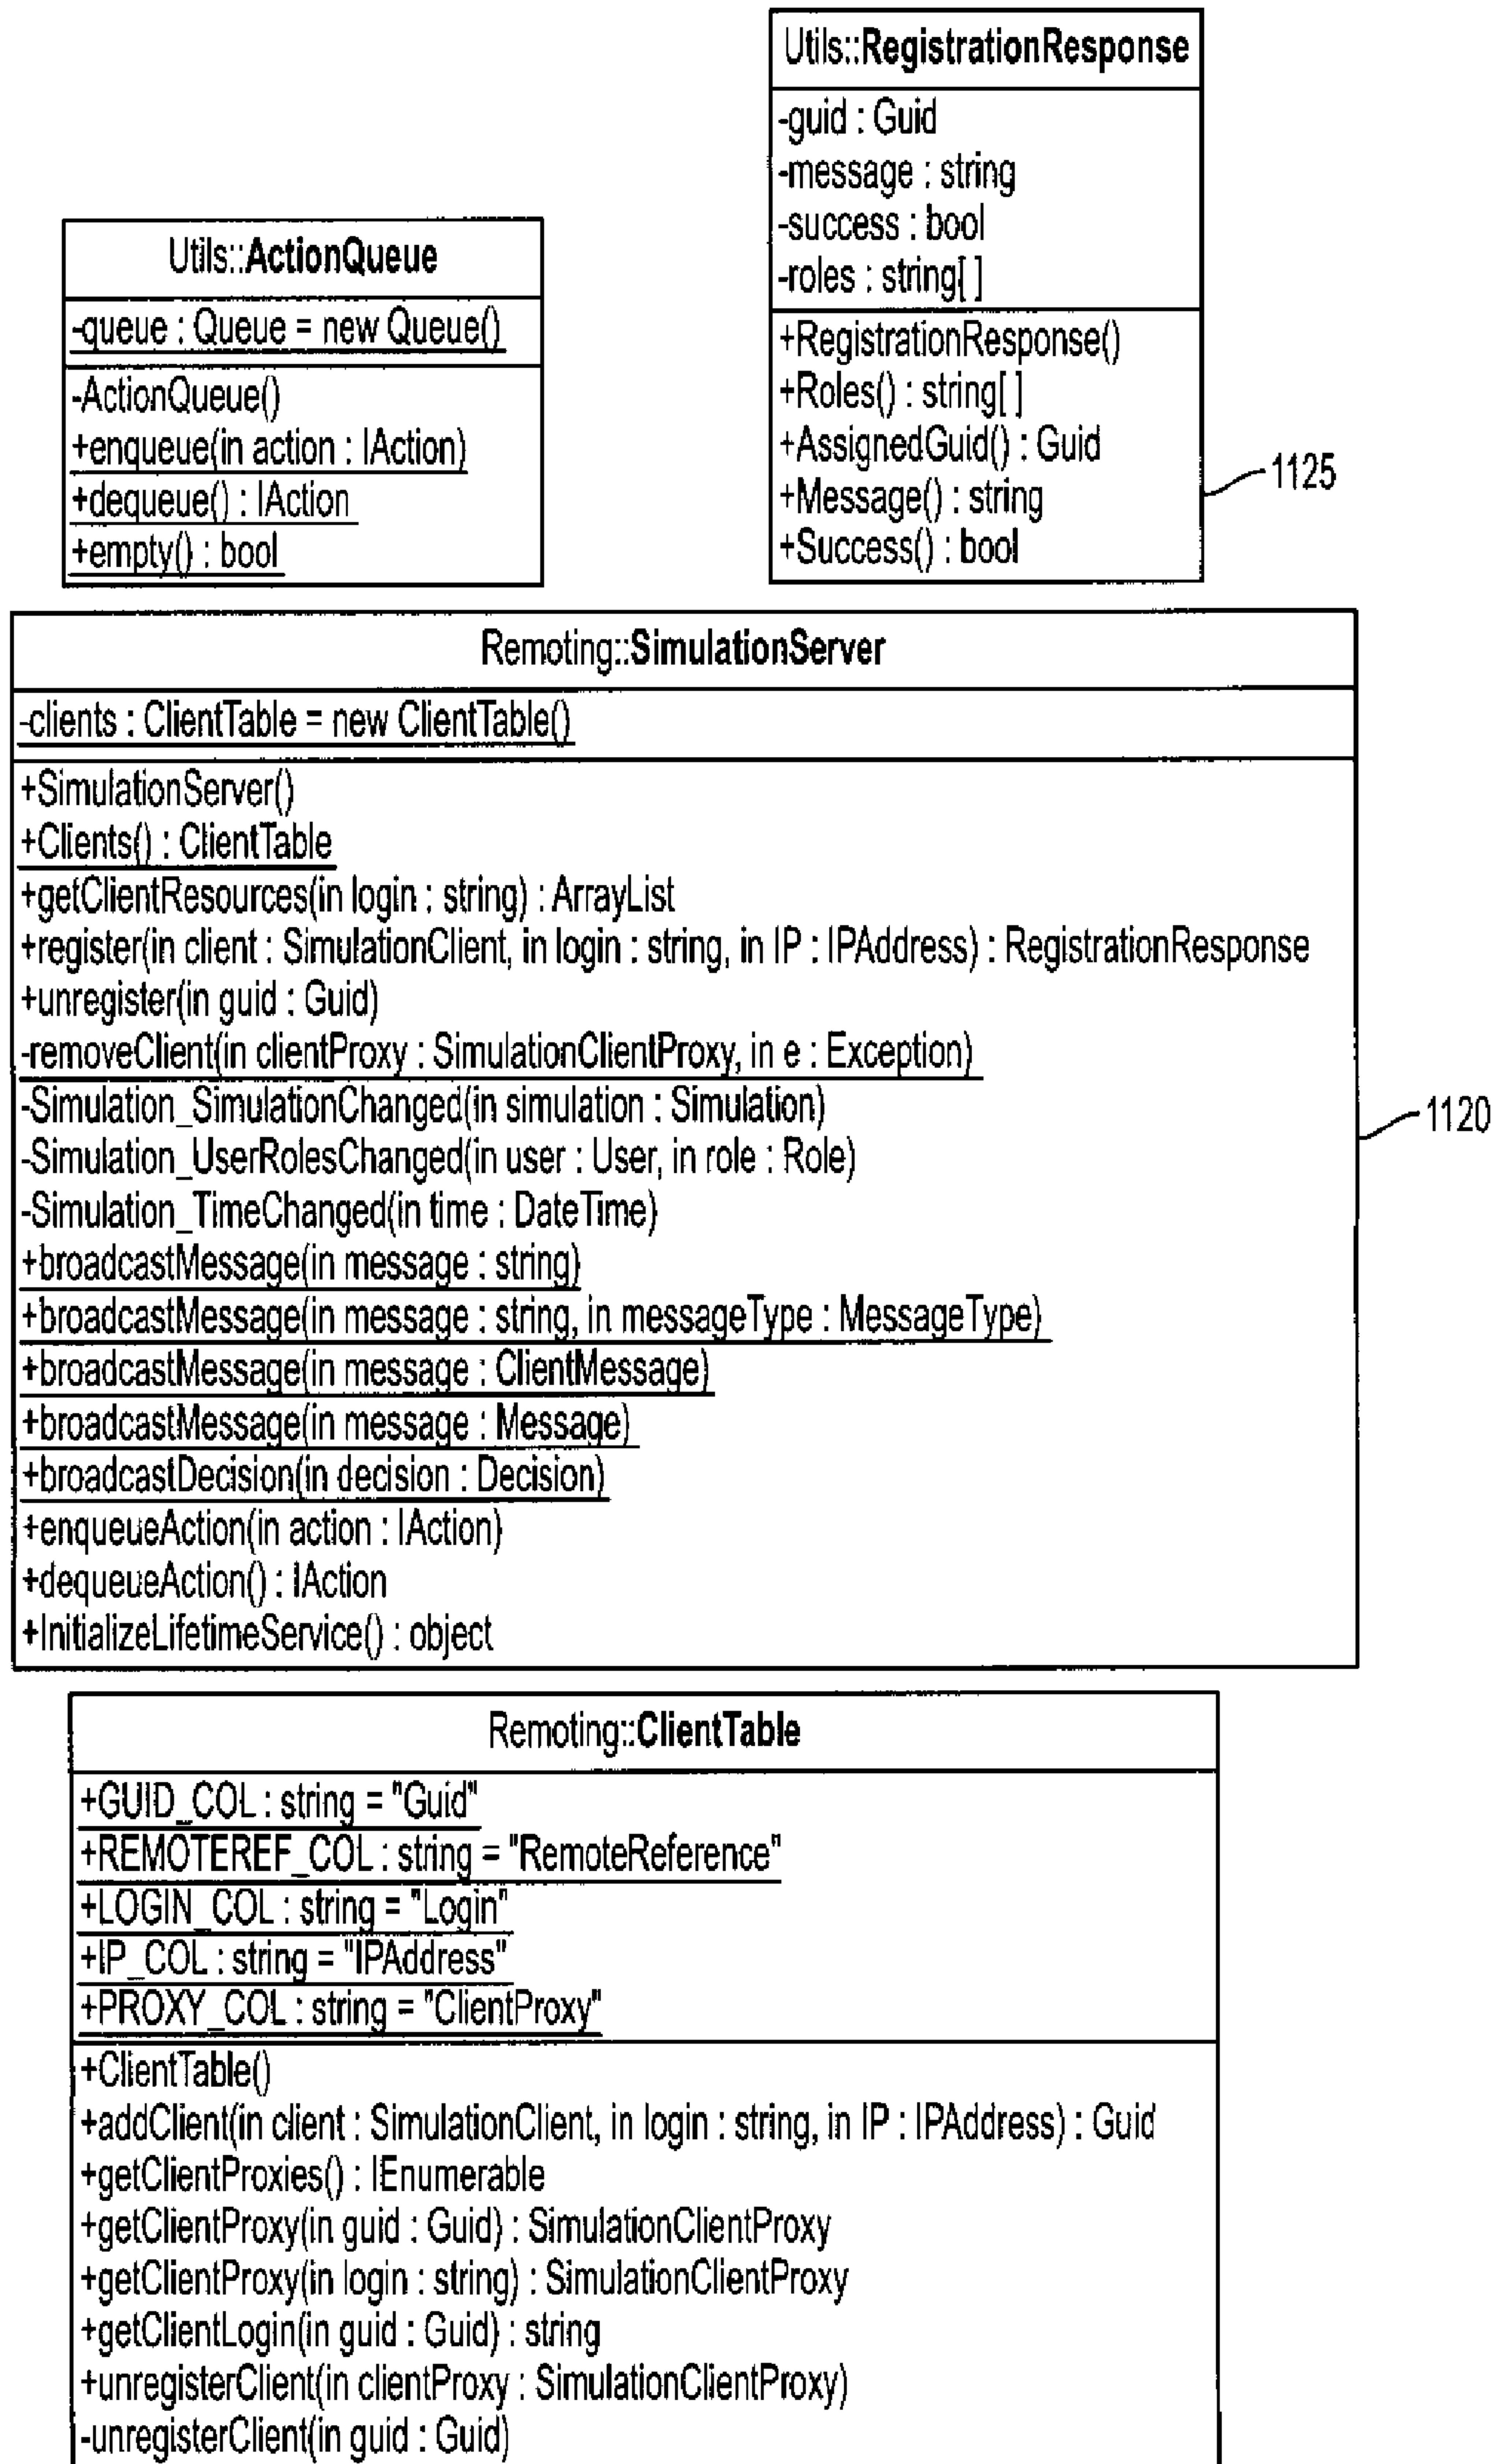 Utils::RegistrationResponse
-guid : Guid
-message : string
-success : bool
-roles : string[ ]
+RegistrationResponse()
+Roles() : string[ ]
+AssignedGuid() : Guid
+Message() : string
+Success() : bool
1125
Utils::ActionQueue
-queue : Queue = new Queue()
-ActionQueue()
+enqueue(in action : IAction)
+dequeue() : IAction
+empty() : bool
Remoting::SimulationServer
-clients : ClientTable = new ClientTable()
+SimulationServer()
+Clients() : ClientTable
+getClientResources(in login : string) : ArrayList
+register(in client : SimulationClient, in login : string, in IP : IPAddress) : RegistrationResponse
+unregister(in guid : Guid)
-removeClient(in clientProxy : SimulationClientProxy, in e : Exception)
-Simulation_SimulationChanged(in simulation : Simulation)
-Simulation_UserRolesChanged(in user : User, in role : Role)
-Simulation_TimeChanged(in time : DateTime)
+broadcastMessage(in message : string)
+broadcastMessage(in message : string, in messageType : MessageType)
+broadcastMessage(in message : ClientMessage)
+broadcastMessage(in message : Message)
+broadcastDecision(in decision : Decision)
+enqueueAction(in action : IAction)
+dequeueAction() : IAction
+InitializeLifetimeService() : object
1120
Remoting::ClientTable
+GUID_COL : string = "Guid"
+REMOTEREF_COL : string = "RemoteReference"
+LOGIN_COL : string = "Login"
+IP_COL : string = "IPAddress"
+PROXY_COL : string = "ClientProxy"
+ClientTable()
+addClient(in client : SimulationClient, in login : string, in IP : IPAddress) : Guid
+getClientProxies() : IEnumerable
+getClientProxy(in guid : Guid) : SimulationClientProxy
+getClientProxy(in login : string) : SimulationClientProxy
+getClientLogin(in guid : Guid) : string
+unregisterClient(in clientProxy : SimulationClientProxy)
-unregisterClient(in guid : Guid)